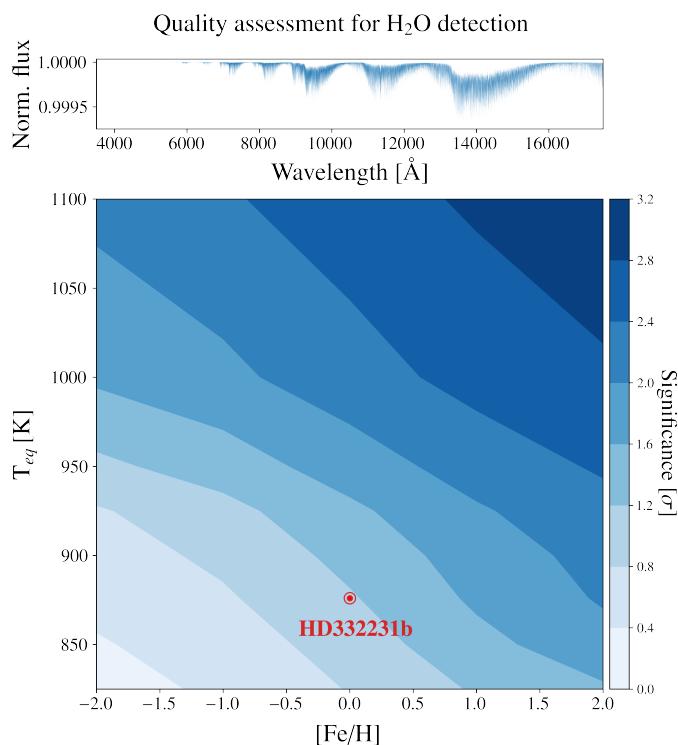 Quality assessment for H₂O detection
Norm. flux
1.0000
0.9995
4000 6000 8000 10000 12000 14000 16000
Wavelength [Å]
T_eq [K]
1100
1050
1000
950
900
850
HD332231b
−2.0 −1.5 −1.0 −0.5 0.0 0.5 1.0 1.5 2.0
[Fe/H]
3.2
2.8
2.4
2.0
1.6
1.2
0.8
0.4
0.0
Significance [σ]